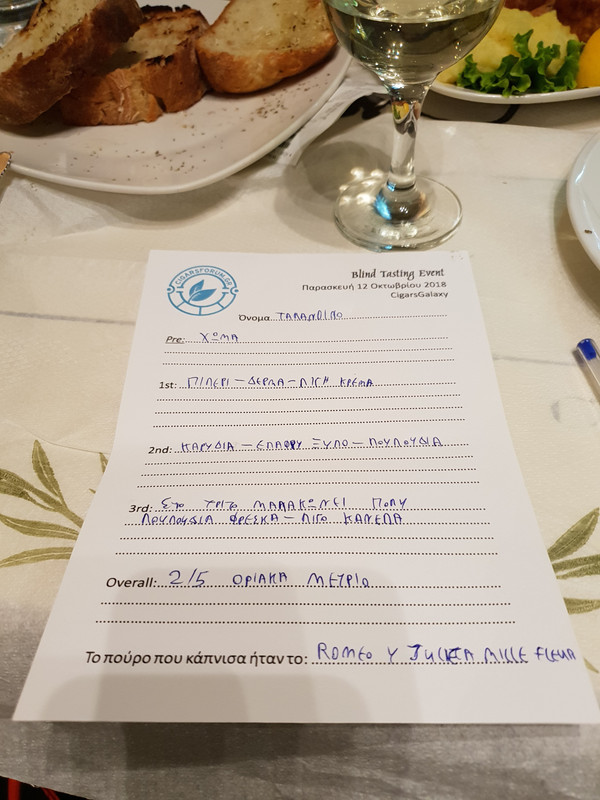 CIGARSFORUM.GR
Blind Tasting Event
Παρασκευή 12 Οκτωβρίου 2018
CigarsGalaxy
Όνομα: ΤΑΡΑΝΤΙΝΟ
Pre: ΧΩΜΑ
1st: ΠΙΠΕΡΙ - ΔΕΡΜΑ - ΛΙΓΗ ΚΡΕΜΑ
2nd: ΚΑΡΥΔΙΑ - ΕΛΑΦΡΥ ΞΥΛΟ - ΛΟΥΛΟΥΔΙΑ
3rd: ΣΤΟ ΤΡΙΤΟ ΜΑΛΑΚΩΝΕΙ ΠΟΛΥ
ΛΟΥΛΟΥΔΙΑ ΦΡΕΣΚΑ - ΛΙΓΟ ΚΑΝΕΛΑ
Overall: 2/5 ΟΡΙΑΚΑ ΜΕΤΡΙΟ
Το πούρο που κάπνισα ήταν το: ROMEO Y JULIETA MILLE FLEUR